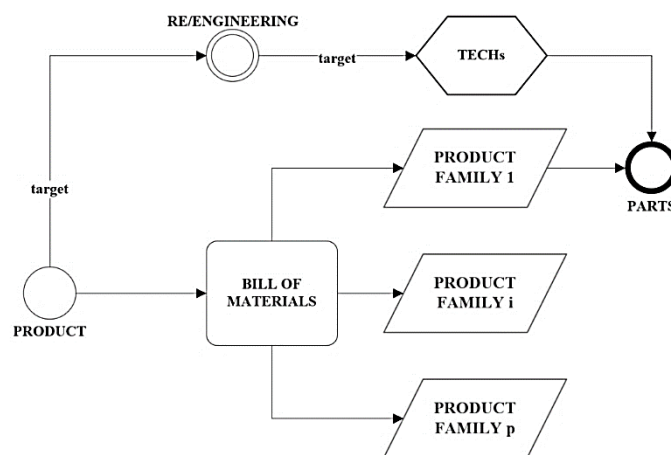 RE/ENGINEERING
target
TECHs
PRODUCT
FAMILY 1
PARTS
target
BILL OF
MATERIALS
PRODUCT
FAMILY i
PRODUCT
PRODUCT
FAMILY p